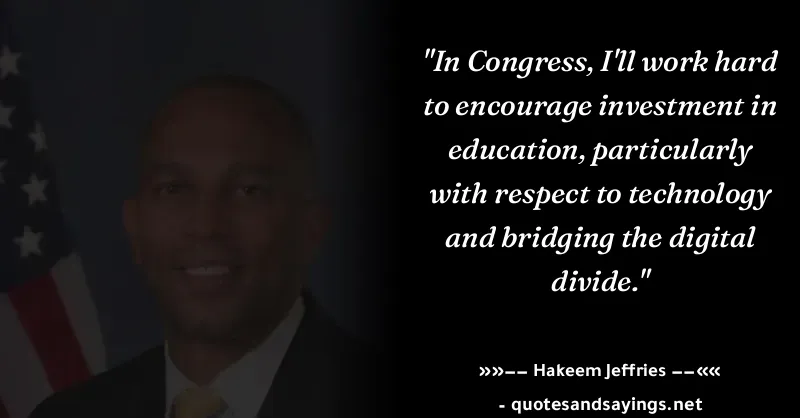 "In Congress, I'll work hard
to encourage investment in
education, particularly
with respect to technology
and bridging the digital
divide."
»»−− Hakeem Jeffries −−««
- quotesandsayings.net